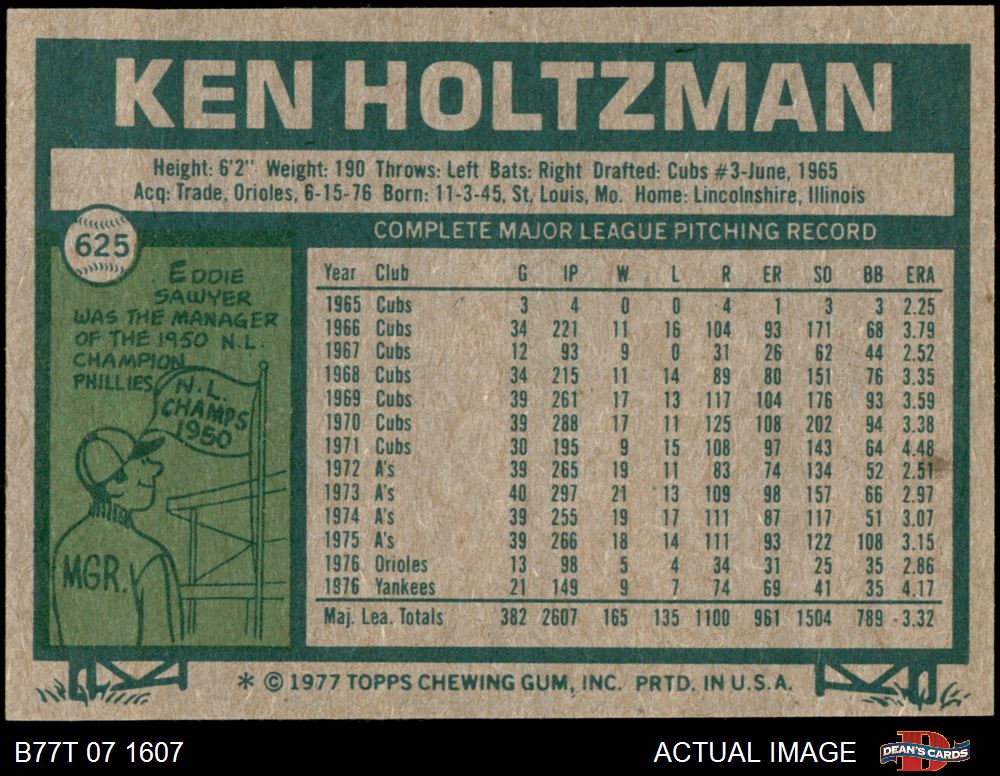 KEN HOLTZMAN
Height: 6'2" Weight: 190 Throws: Left Bats: Right Drafted: Cubs #3-June, 1965
Acq: Trade, Orioles, 6-15-76 Born: 11-3-45, St. Louis, Mo. Home: Lincolnshire, Illinois
625
EDDIE
SAWYER
WAS THE MANAGER
OF THE 1950 N.L.
CHAMPION
PHILLIES
N.L.
CHAMPS
1950
MGR.
COMPLETE MAJOR LEAGUE PITCHING RECORD
Year Club G IP W L R ER SO BB ERA
1965 Cubs 3 4 0 0 4 1 3 3 2.25
1966 Cubs 34 221 11 16 104 93 171 68 3.79
1967 Cubs 12 93 9 0 31 26 62 44 2.52
1968 Cubs 34 215 11 14 89 80 151 76 3.35
1969 Cubs 39 261 17 13 117 104 176 93 3.59
1970 Cubs 39 288 17 11 125 108 202 94 3.38
1971 Cubs 30 195 9 15 108 97 143 64 4.48
1972 A's 39 265 19 11 83 74 134 52 2.51
1973 A's 40 297 21 13 109 98 157 66 2.97
1974 A's 39 255 19 17 111 87 117 51 3.07
1975 A's 39 266 18 14 111 93 122 108 3.15
1976 Orioles 13 98 5 4 34 31 25 35 2.86
1976 Yankees 21 149 9 7 74 69 41 35 4.17
Maj. Lea. Totals 382 2607 165 135 1100 961 1504 789 3.32
* © 1977 TOPPS CHEWING GUM, INC. PRTD. IN U.S.A.
B77T 07 1607
ACTUAL IMAGE
DEAN'S CARDS